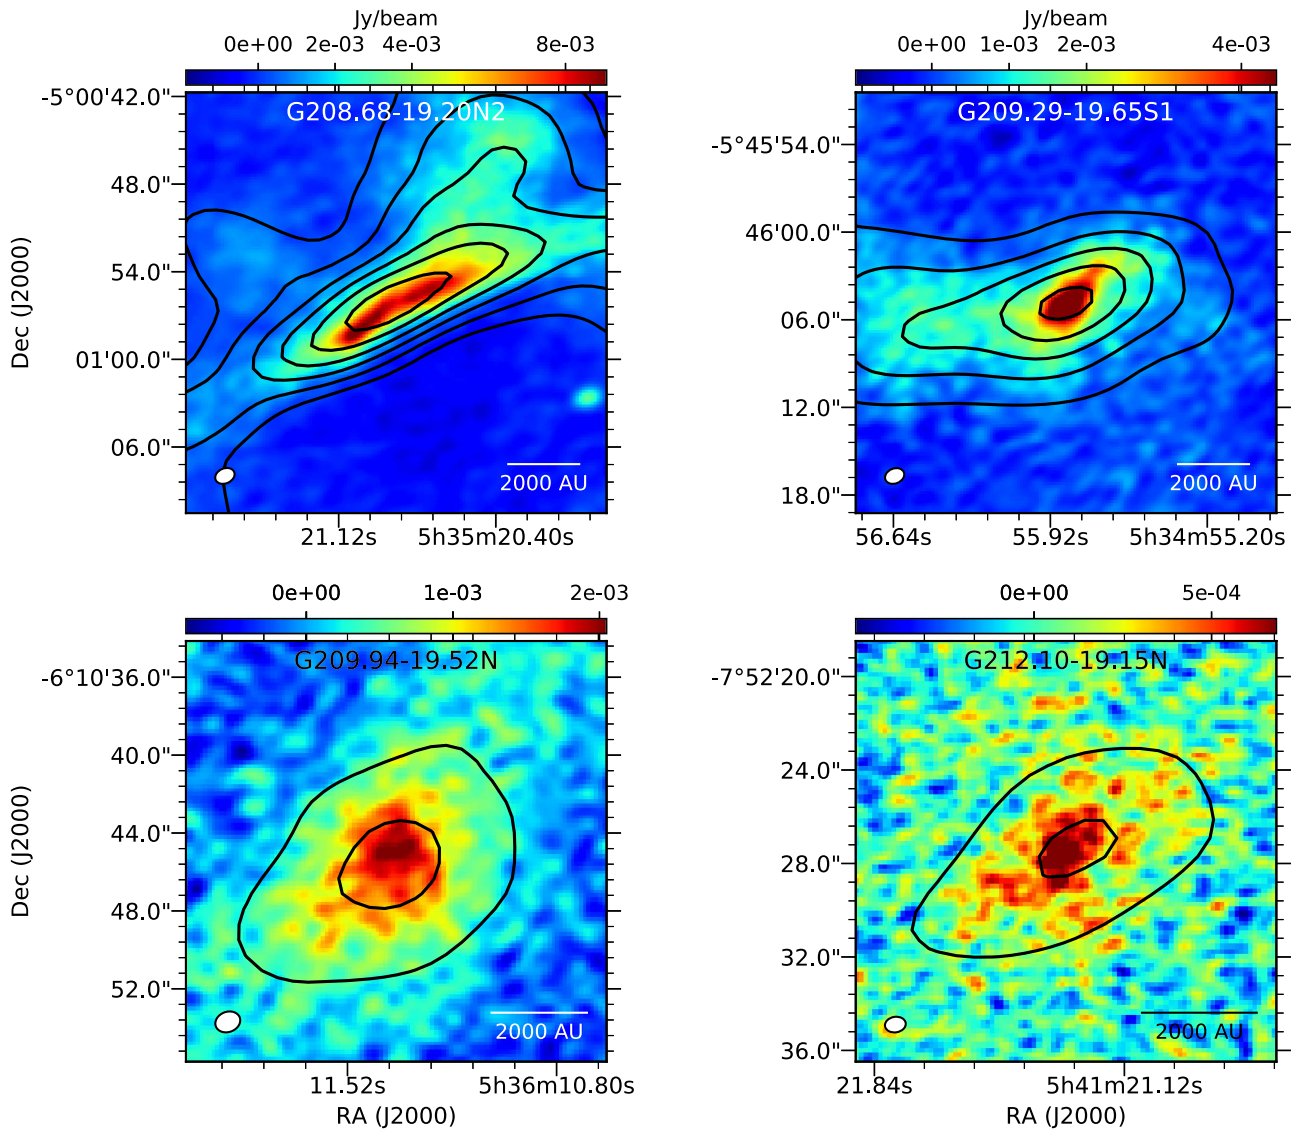 Jy/beam
0e+00 2e-03 4e-03 8e-03
G208.68-19.20N2
-5°00'42.0"
48.0"
54.0"
01'00.0"
06.0"
Dec (J2000)
2000 AU
21.12s 5h35m20.40s
Jy/beam
0e+00 1e-03 2e-03 4e-03
G209.29-19.65S1
-5°45'54.0"
46'00.0"
06.0"
12.0"
18.0"
2000 AU
56.64s 55.92s 5h34m55.20s
0e+00 1e-03 2e-03
G209.94-19.52N
-6°10'36.0"
40.0"
44.0"
48.0"
52.0"
Dec (J2000)
2000 AU
11.52s 5h36m10.80s
RA (J2000)
0e+00 5e-04
G212.10-19.15N
-7°52'20.0"
24.0"
28.0"
32.0"
36.0"
2000 AU
21.84s 5h41m21.12s
RA (J2000)